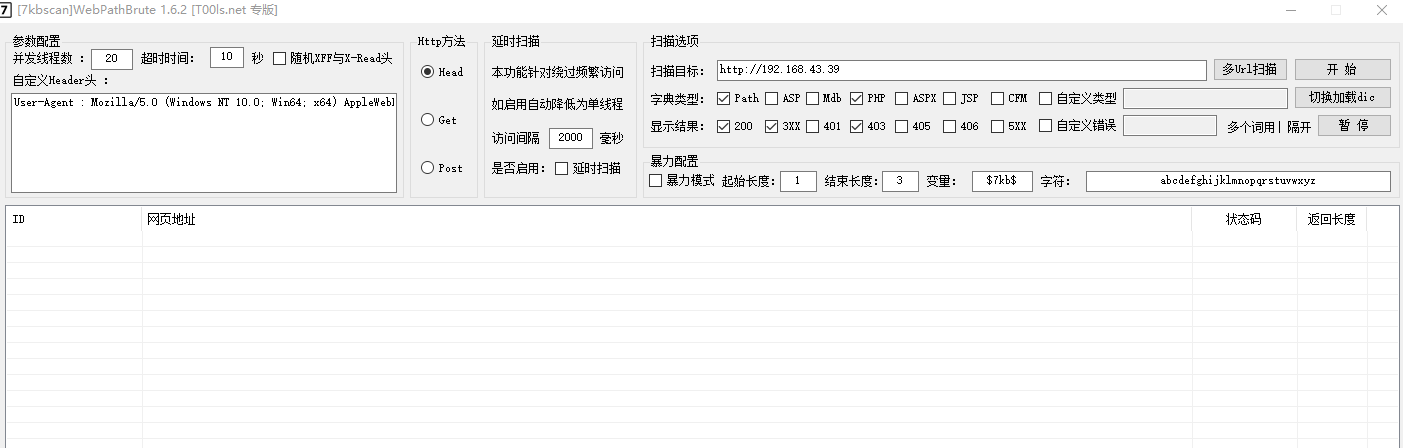 7 [7kbscan]WebPathBrute 1.6.2 [T00ls.net 专版]
参数配置
并发线程数 : 20 超时时间: 10 秒 随机XFF与X-Read头
自定义Header头 :
User-Agent : Mozilla/5.0 (Windows NT 10.0; Win64; x64) AppleWebK
Http方法
Head
Get
Post
延时扫描
本功能针对绕过频繁访问
如启用自动降低为单线程
访问间隔 2000 毫秒
是否启用: 延时扫描
扫描选项
扫描目标: http://192.168.43.39 多Url扫描 开 始
字典类型: Path ASP Mdb PHP ASPX JSP CFM 自定义类型 切换加载dic
显示结果: 200 3XX 401 403 405 406 5XX 自定义错误 多个词用|隔开 暂 停
暴力配置
暴力模式 起始长度: 1 结束长度: 3 变量: $7kb$ 字符: abcdefghijklmnopqrstuvwxyz
ID 网页地址 状态码 返回长度